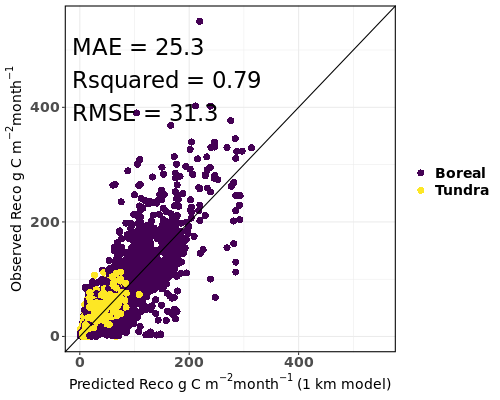 MAE = 25.3
Rsquared = 0.79
RMSE = 31.3
400
200
0
0 200 400
Observed Reco g C m⁻²month⁻¹
Predicted Reco g C m⁻²month⁻¹ (1 km model)
Boreal
Tundra